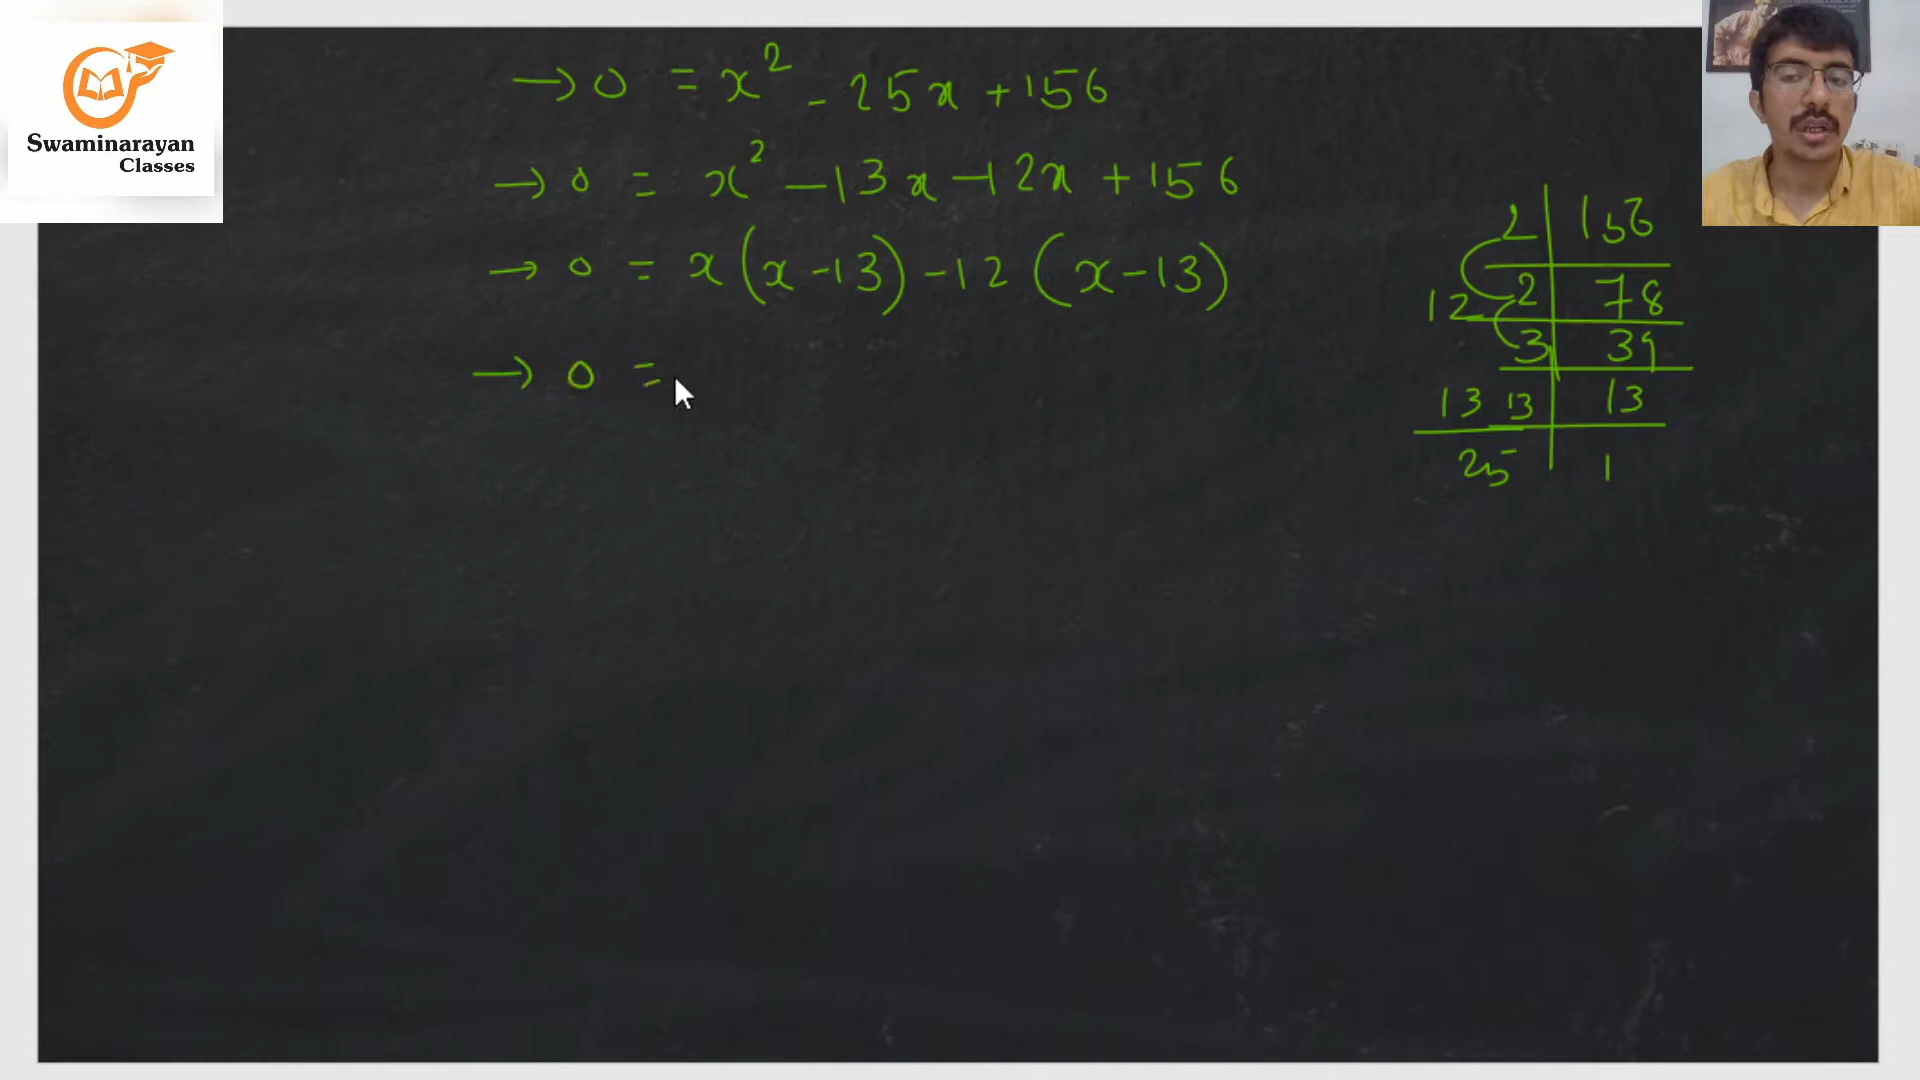 Swaminarayan
Classes
→ 0 = x² - 25x + 156
→ 0 = x² - 13x - 12x + 156
→ 0 = x(x - 13) - 12(x - 13)
→ 0 =
2 | 156
12 2 | 78
3 | 39
13 13 | 13
25 | 1